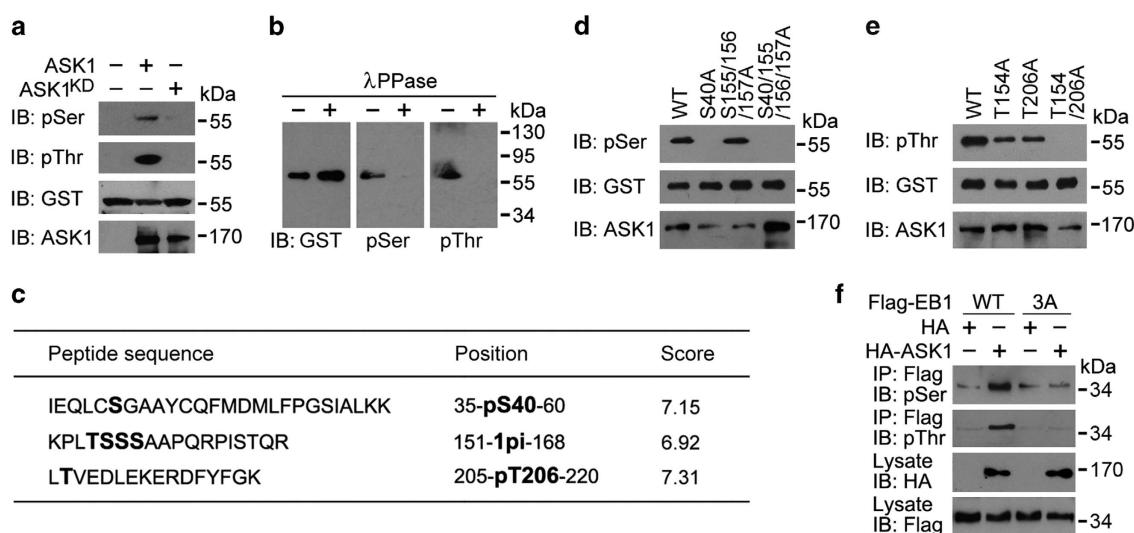 a
ASK1 – + –
ASK1KD – – +
kDa
IB: pSer -55
IB: pThr -55
IB: GST -55
IB: ASK1 -170
b
λPPase
– + – + – +
-130
-95
-55
-34
IB: GST pSer pThr
c
Peptide sequence Position Score
IEQLCSGAAYCQFMDMLFPGSIALKK 35-pS40-60 7.15
KPLTSSSAAPQRPISTQR 151-1pi-168 6.92
LTVEDLEKERDFYFGK 205-pT206-220 7.31
d
WT
S40A
S155/156
/157A
S40/155
/156/157A
kDa
IB: pSer -55
IB: GST -55
IB: ASK1 -170
e
WT
T154A
T206A
T154
/206A
kDa
IB: pThr -55
IB: GST -55
IB: ASK1 -170
f
Flag-EB1 WT 3A
HA + – + –
HA-ASK1 – + – +
kDa
IP: Flag
IB: pSer -34
IP: Flag
IB: pThr -34
Lysate
IB: HA -170
Lysate
IB: Flag -34